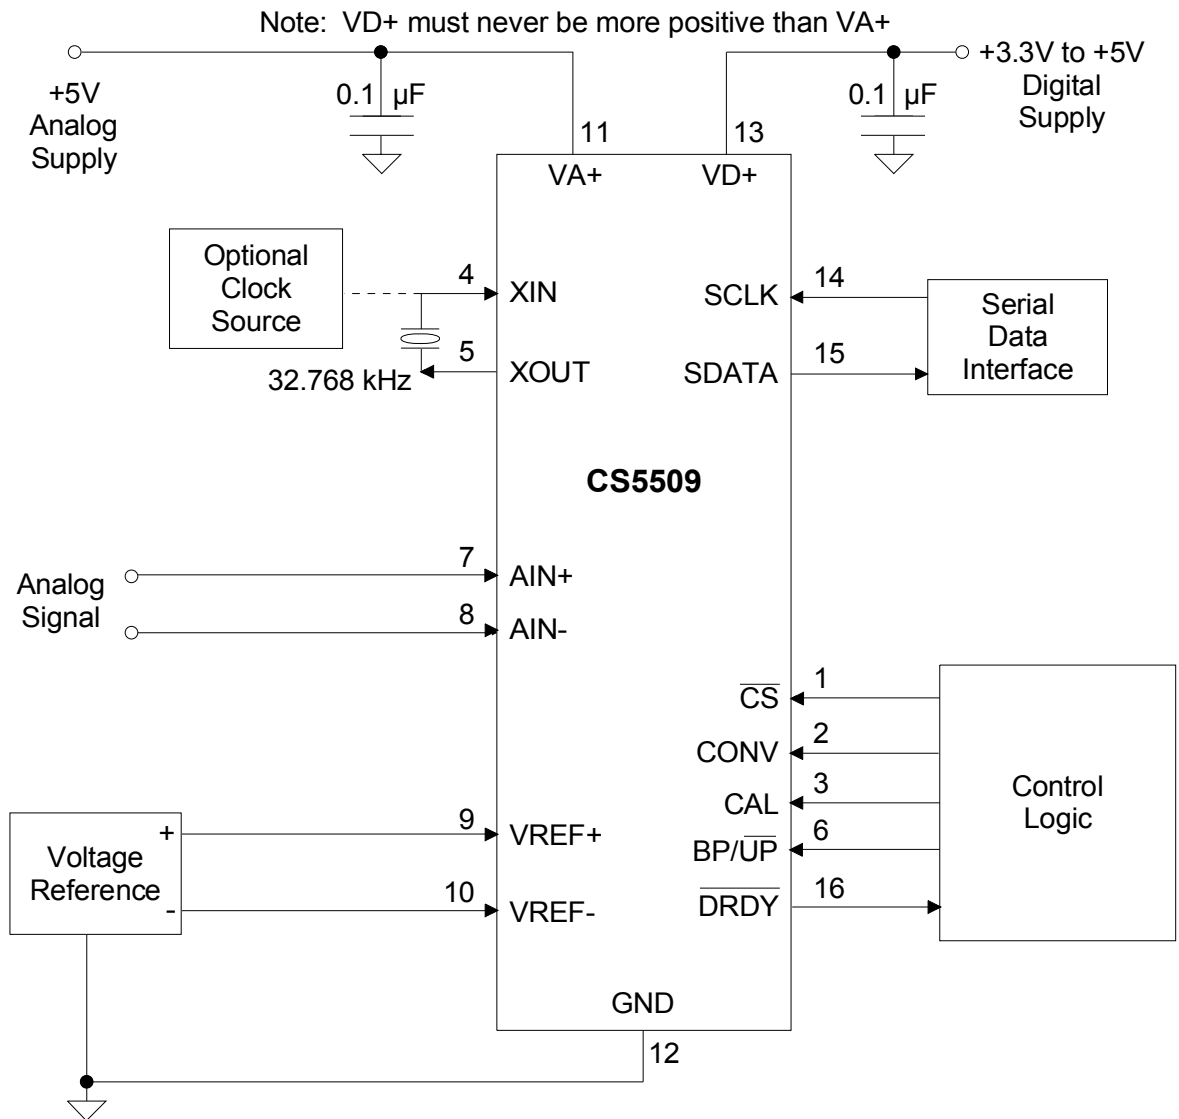 Note: VD+ must never be more positive than VA+
+5V
Analog
Supply
0.1 µF
11
13
0.1 µF
+3.3V to +5V
Digital
Supply
VA+
VD+
Optional
Clock
Source
4
XIN
5
XOUT
32.768 kHz
SCLK
14
SDATA
15
Serial
Data
Interface
CS5509
Analog
Signal
7
AIN+
8
AIN-
C̅S̅
1
CONV
2
CAL
3
BP/U̅P̅
6
D̅R̅D̅Y̅
16
Control
Logic
Voltage
Reference
+
-
9
VREF+
10
VREF-
GND
12